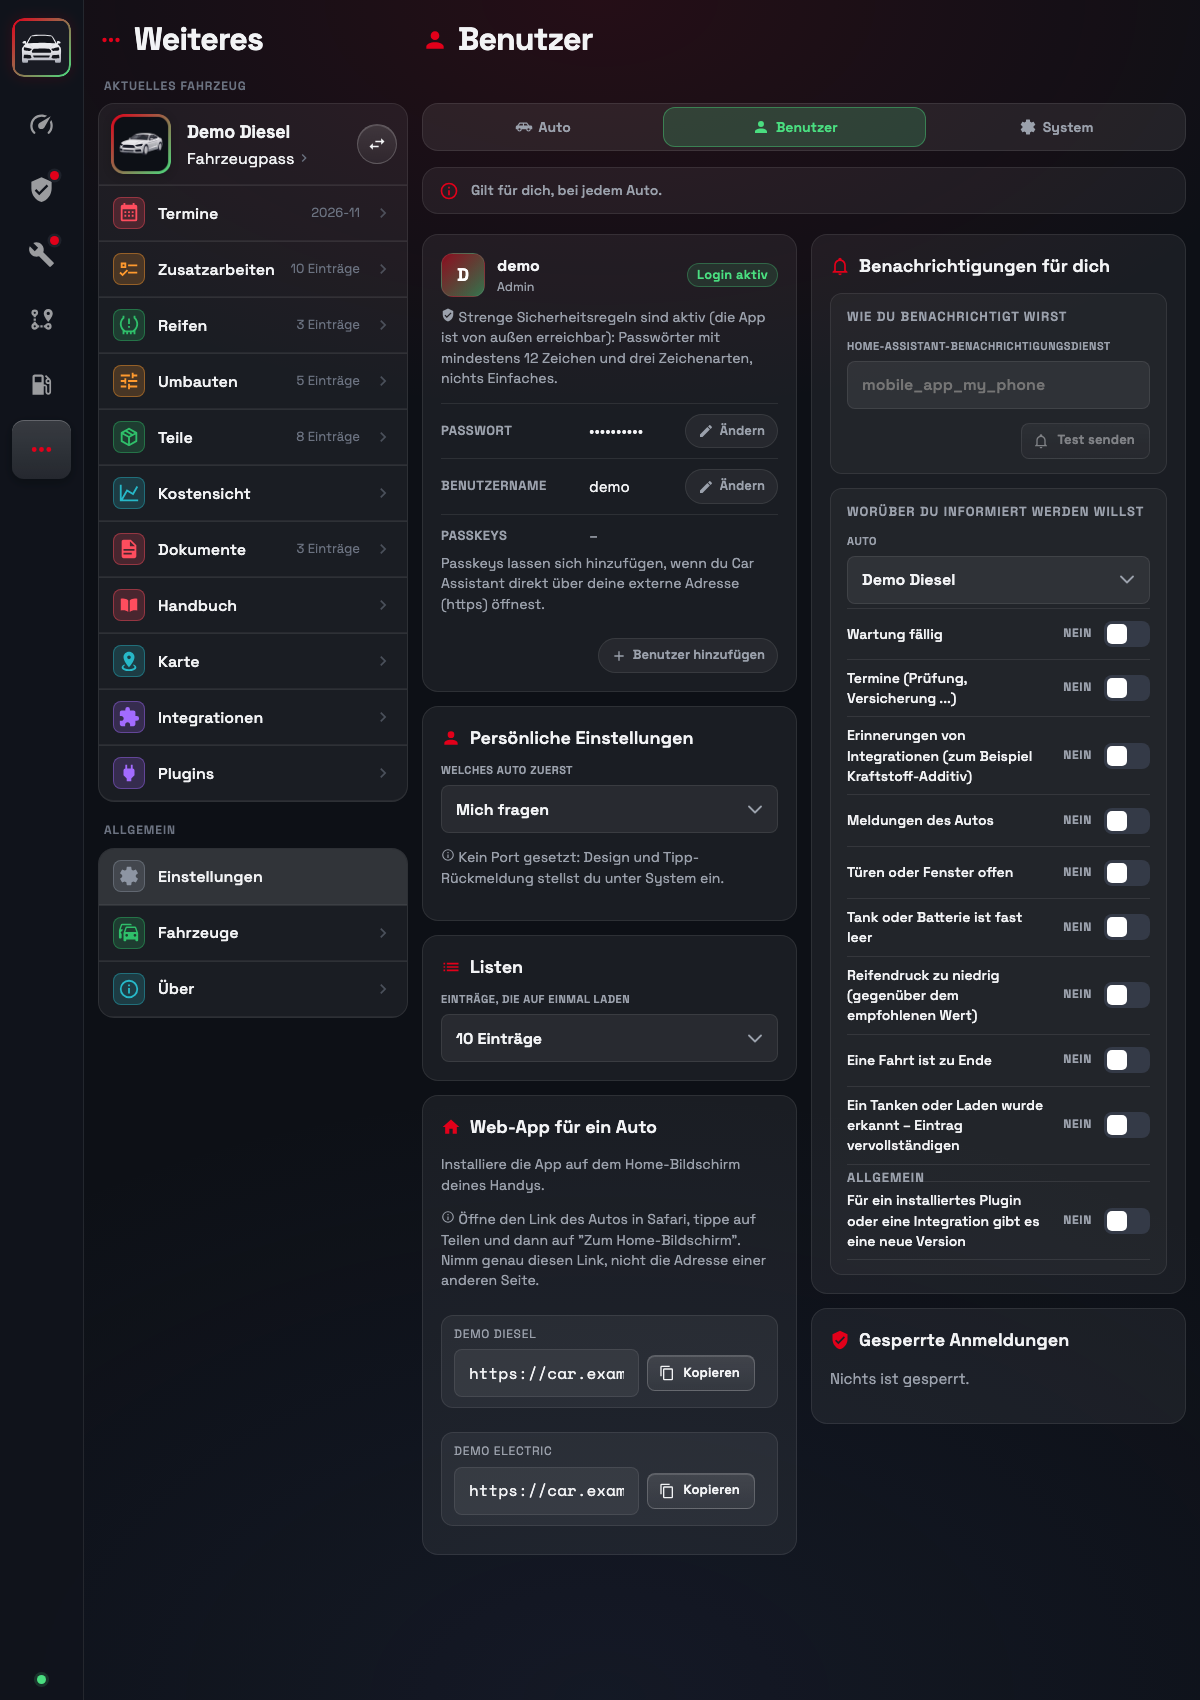 Weiteres
AKTUELLES FAHRZEUG
Demo Diesel
Fahrzeugpass
Termine 2026-11
Zusatzarbeiten 10 Einträge
Reifen 3 Einträge
Umbauten 5 Einträge
Teile 8 Einträge
Kostensicht
Dokumente 3 Einträge
Handbuch
Karte
Integrationen
Plugins
ALLGEMEIN
Einstellungen
Fahrzeuge
Über
Benutzer
Auto Benutzer System
Gilt für dich, bei jedem Auto.
D
demo
Admin
Login aktiv
Strenge Sicherheitsregeln sind aktiv (die App
ist von außen erreichbar): Passwörter mit
mindestens 12 Zeichen und drei Zeichenarten,
nichts Einfaches.
PASSWORT •••••••••• Ändern
BENUTZERNAME demo Ändern
PASSKEYS –
Passkeys lassen sich hinzufügen, wenn du Car
Assistant direkt über deine externe Adresse
(https) öffnest.
Benutzer hinzufügen
Persönliche Einstellungen
WELCHES AUTO ZUERST
Mich fragen
Kein Port gesetzt: Design und Tipp-
Rückmeldung stellst du unter System ein.
Listen
EINTRÄGE, DIE AUF EINMAL LADEN
10 Einträge
Web-App für ein Auto
Installiere die App auf dem Home-Bildschirm
deines Handys.
Öffne den Link des Autos in Safari, tippe auf
Teilen und dann auf "Zum Home-Bildschirm".
Nimm genau diesen Link, nicht die Adresse einer
anderen Seite.
DEMO DIESEL
https://car.exam Kopieren
DEMO ELECTRIC
https://car.exam Kopieren
Benachrichtigungen für dich
WIE DU BENACHRICHTIGT WIRST
HOME-ASSISTANT-BENACHRICHTIGUNGSDIENST
mobile_app_my_phone
Test senden
WORÜBER DU INFORMIERT WERDEN WILLST
AUTO
Demo Diesel
Wartung fällig NEIN
Termine (Prüfung,
Versicherung ...) NEIN
Erinnerungen von
Integrationen (zum Beispiel NEIN
Kraftstoff-Additiv)
Meldungen des Autos NEIN
Türen oder Fenster offen NEIN
Tank oder Batterie ist fast
leer NEIN
Reifendruck zu niedrig
(gegenüber dem NEIN
empfohlenen Wert)
Eine Fahrt ist zu Ende NEIN
Ein Tanken oder Laden wurde
erkannt – Eintrag NEIN
vervollständigen
ALLGEMEIN
Für ein installiertes Plugin
oder eine Integration gibt es NEIN
eine neue Version
Gesperrte Anmeldungen
Nichts ist gesperrt.